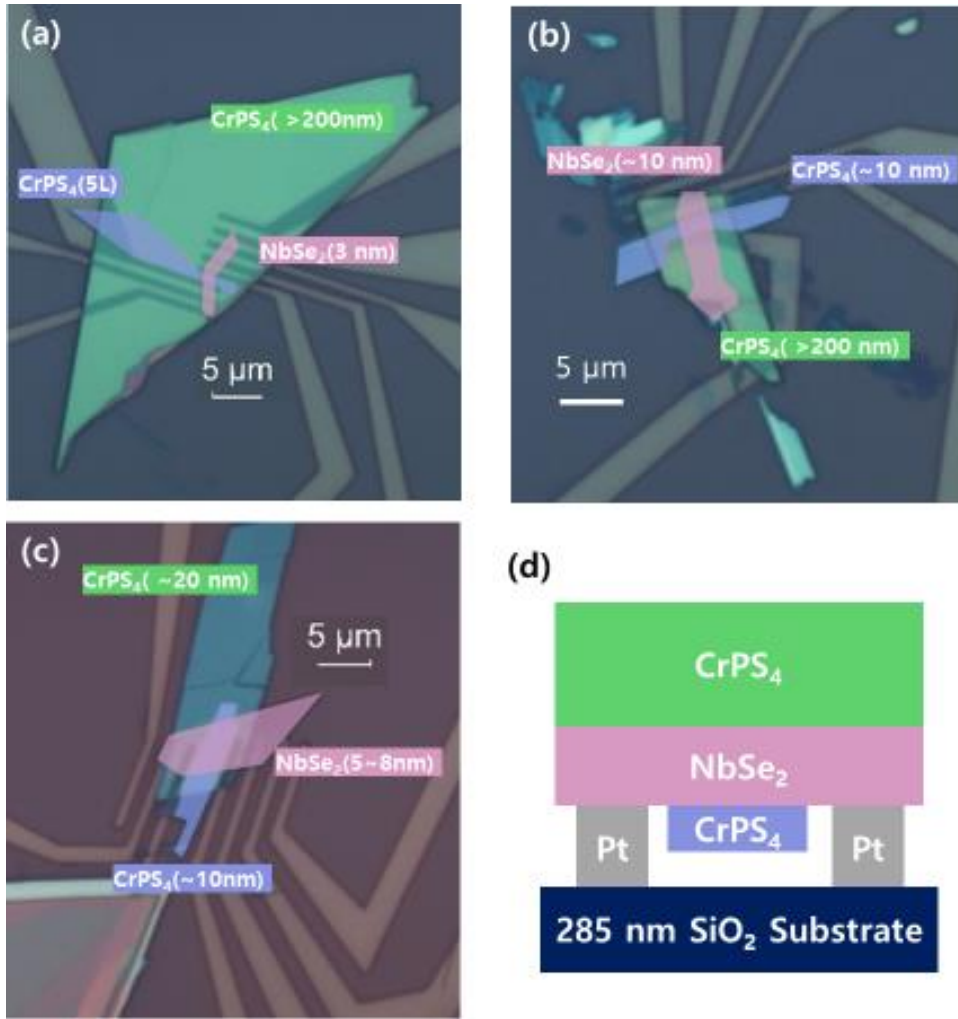 (a)
CrPS₄( >200nm)
CrPS₄(5L)
NbSe₂(3 nm)
5 μm
(b)
NbSe₂(~10 nm)
CrPS₄(~10 nm)
CrPS₄( >200 nm)
5 μm
(c)
CrPS₄( ~20 nm)
5 μm
NbSe₂(5~8nm)
CrPS₄(~10nm)
(d)
CrPS₄
NbSe₂
CrPS₄
Pt
Pt
285 nm SiO₂ Substrate